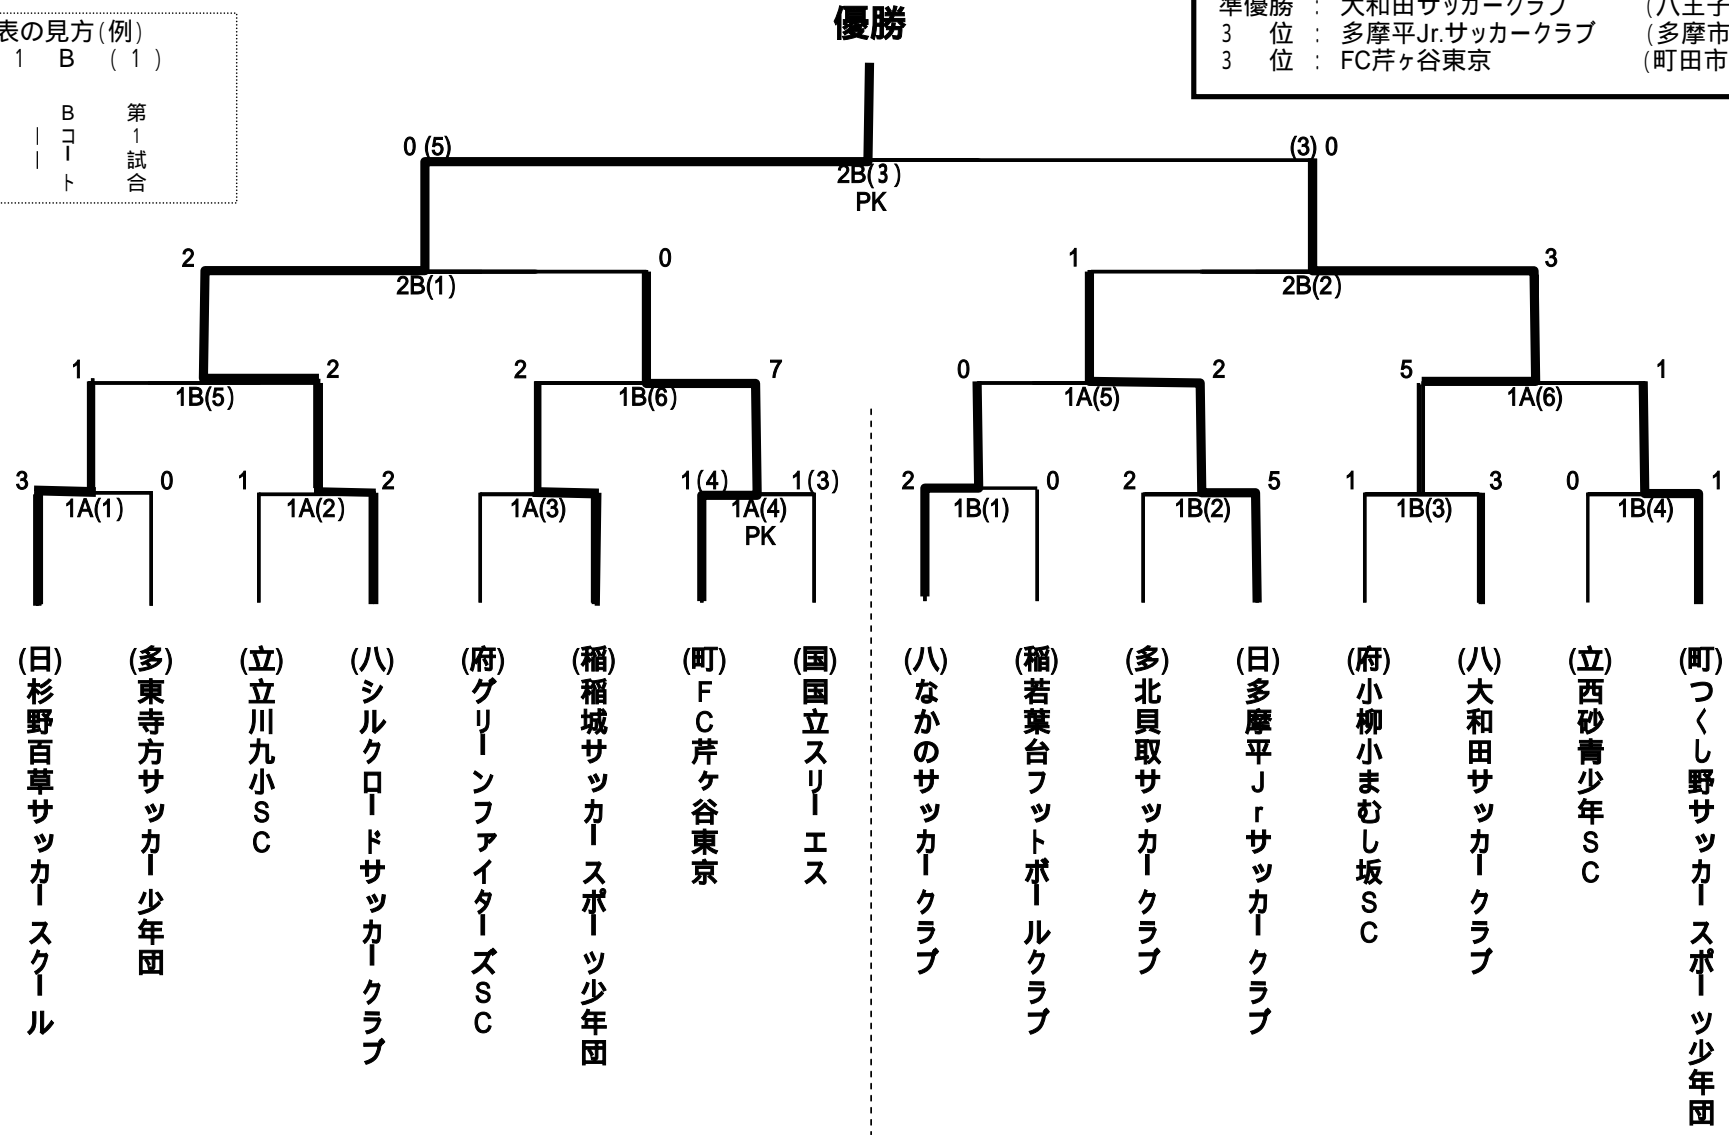 優勝
準優勝 : 大和田サッカークラブ (八王子
3 位 : 多摩平Jr.サッカークラブ (多摩市
3 位 : FC芹ヶ谷東京 (町田市
表の見方(例)
1 B (1)
Bコート
第1試合
0 (5)
(3) 0
2B(3)
PK
2
0
1
3
2B(1)
2B(2)
1
2
2
7
0
2
5
1
1B(5)
1B(6)
1A(5)
1A(6)
3
0
1
2
1(4)
1(3)
2
0
2
5
1
3
0
1
1A(1)
1A(2)
1A(3)
1A(4)
PK
1B(1)
1B(2)
1B(3)
1B(4)
(日)杉野百草サッカースクール
(多)東寺方サッカー少年団
(立)立川九小SC
(八)シルクロードサッカークラブ
(府)グリーンファイターズSC
(稲)稲城サッカースポーツ少年団
(町)FC芹ヶ谷東京
(国)国立スリーエス
(八)なかのサッカークラブ
(稲)若葉台フットボールクラブ
(多)北貝取サッカークラブ
(日)多摩平Jrサッカークラブ
(府)小柳小まむし坂SC
(八)大和田サッカークラブ
(立)西砂青少年SC
(町)つくし野サッカースポーツ少年団